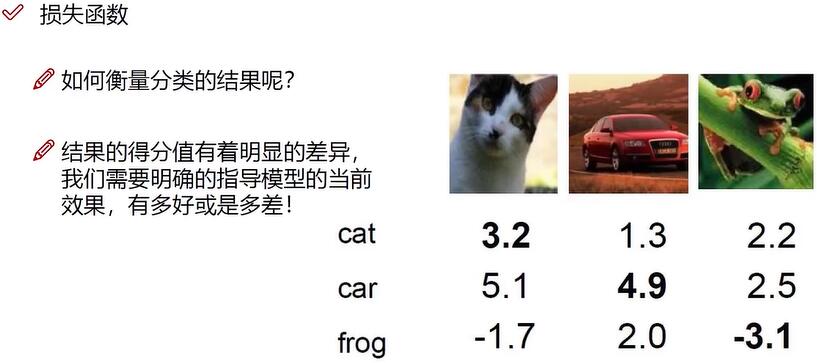 损失函数
如何衡量分类的结果呢？
结果的得分值有着明显的差异，
我们需要明确的指导模型的当前
效果，有多好或是多差！
cat 3.2 1.3 2.2
car 5.1 4.9 2.5
frog -1.7 2.0 -3.1